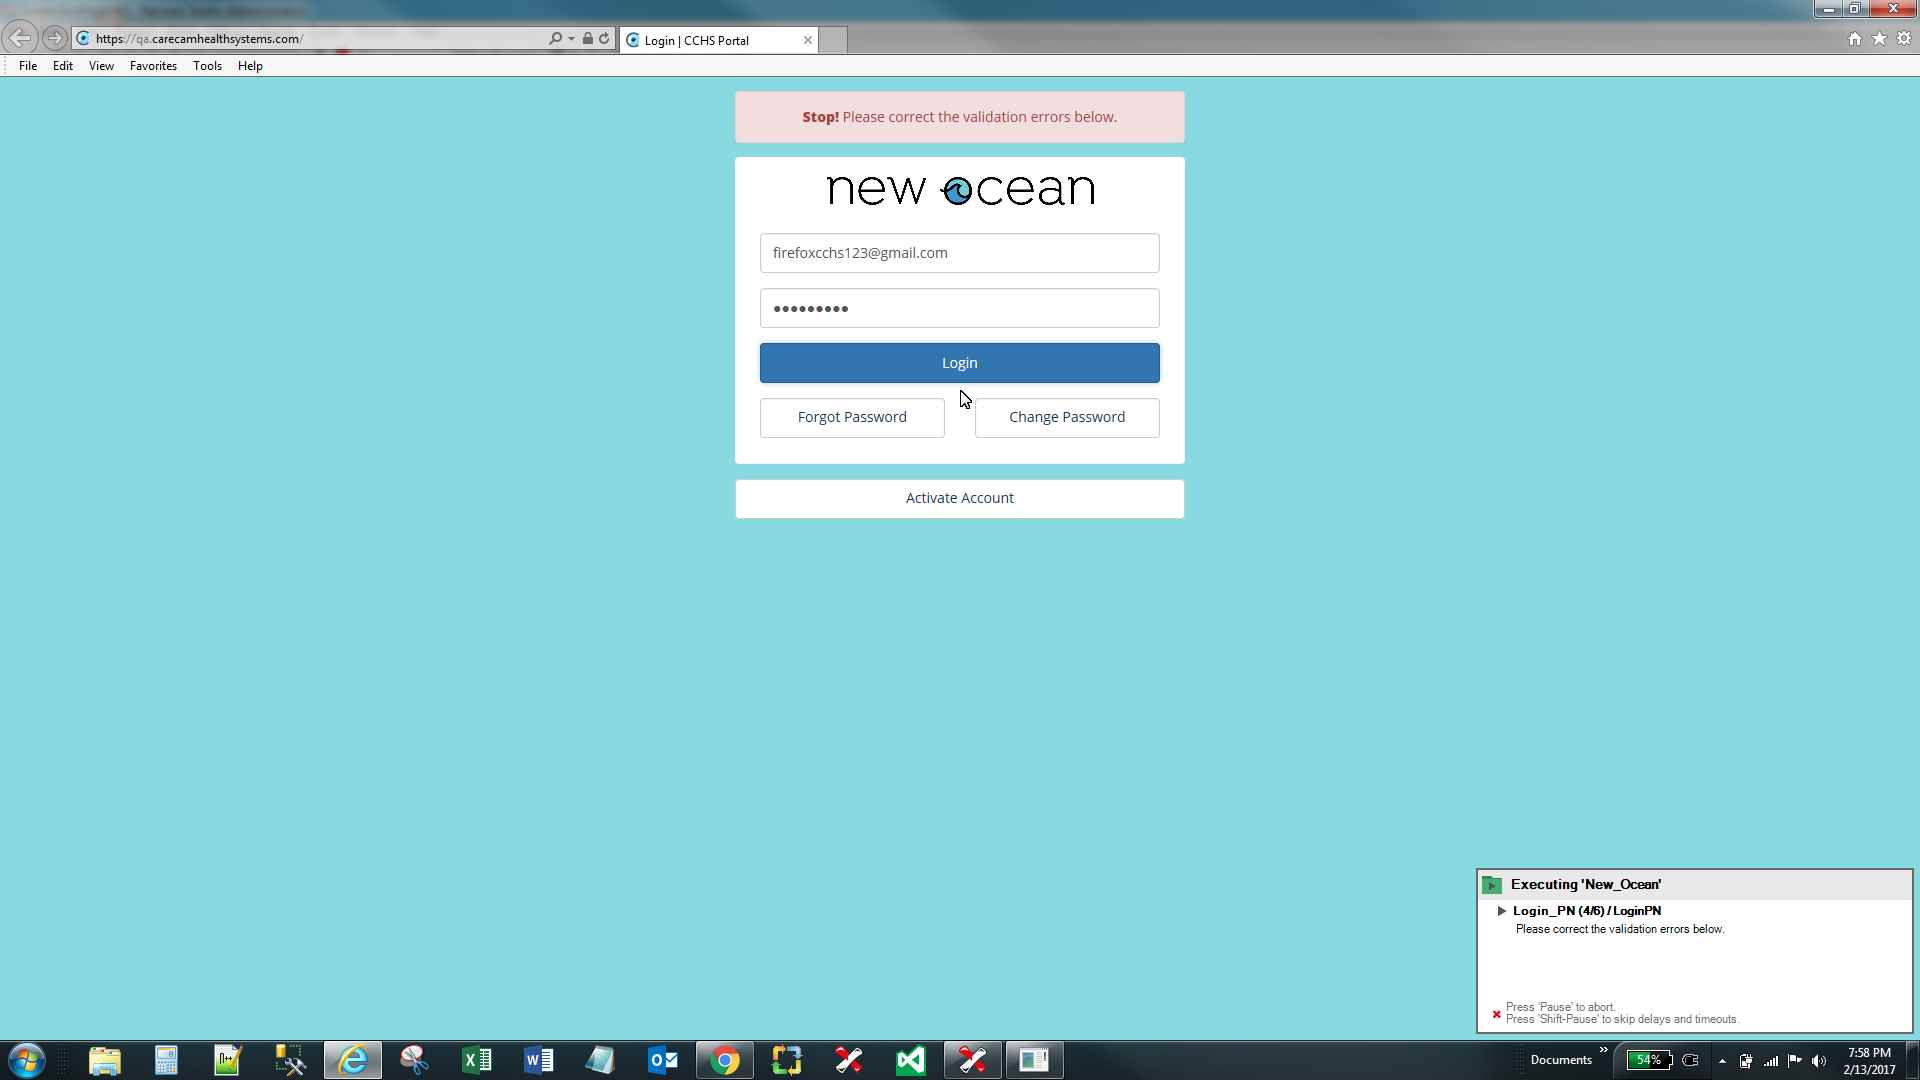 https://qa.carecamhealthsystems.com/
Login | CCHS Portal
File Edit View Favorites Tools Help
Stop! Please correct the validation errors below.
new ocean
firefoxcchs123@gmail.com
Login
Forgot Password Change Password
Activate Account
Executing 'New_Ocean'
Login_PN (4/6) / LoginPN
Please correct the validation errors below.
Press 'Pause' to abort.
Press 'Shift-Pause' to skip delays and timeouts.
Documents
54%
7:58 PM
2/13/2017